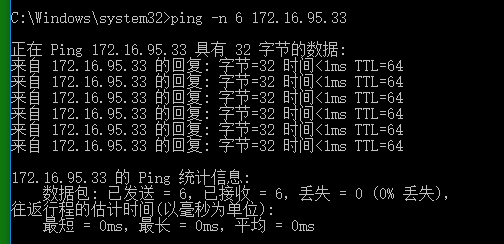 C:\Windows\system32>ping -n 6 172.16.95.33
正在 Ping 172.16.95.33 具有 32 字节的数据:
来自 172.16.95.33 的回复: 字节=32 时间<1ms TTL=64
来自 172.16.95.33 的回复: 字节=32 时间<1ms TTL=64
来自 172.16.95.33 的回复: 字节=32 时间<1ms TTL=64
来自 172.16.95.33 的回复: 字节=32 时间<1ms TTL=64
来自 172.16.95.33 的回复: 字节=32 时间<1ms TTL=64
来自 172.16.95.33 的回复: 字节=32 时间<1ms TTL=64
172.16.95.33 的 Ping 统计信息:
数据包: 已发送 = 6，已接收 = 6，丢失 = 0 (0% 丢失)，
往返行程的估计时间(以毫秒为单位):
最短 = 0ms，最长 = 0ms，平均 = 0ms